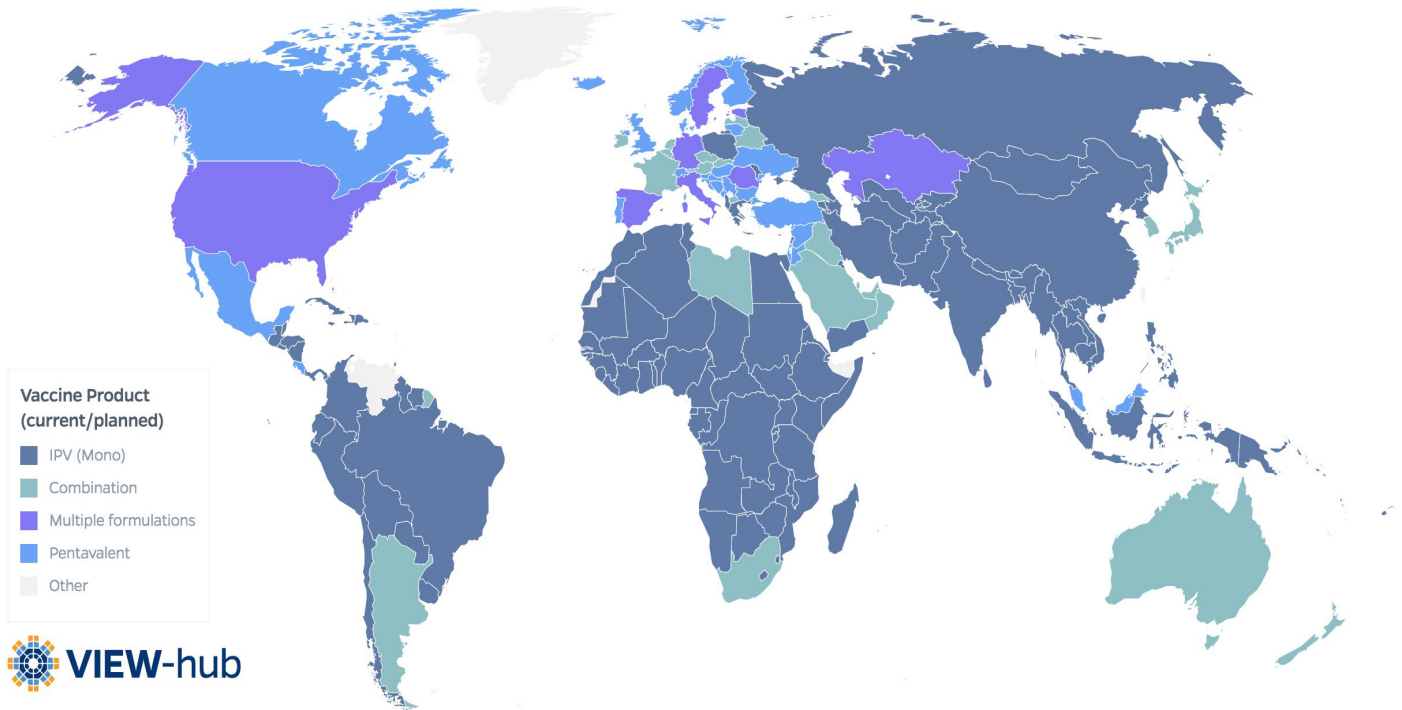 Vaccine Product
(current/planned)
IPV (Mono)
Combination
Multiple formulations
Pentavalent
Other
VIEW-hub